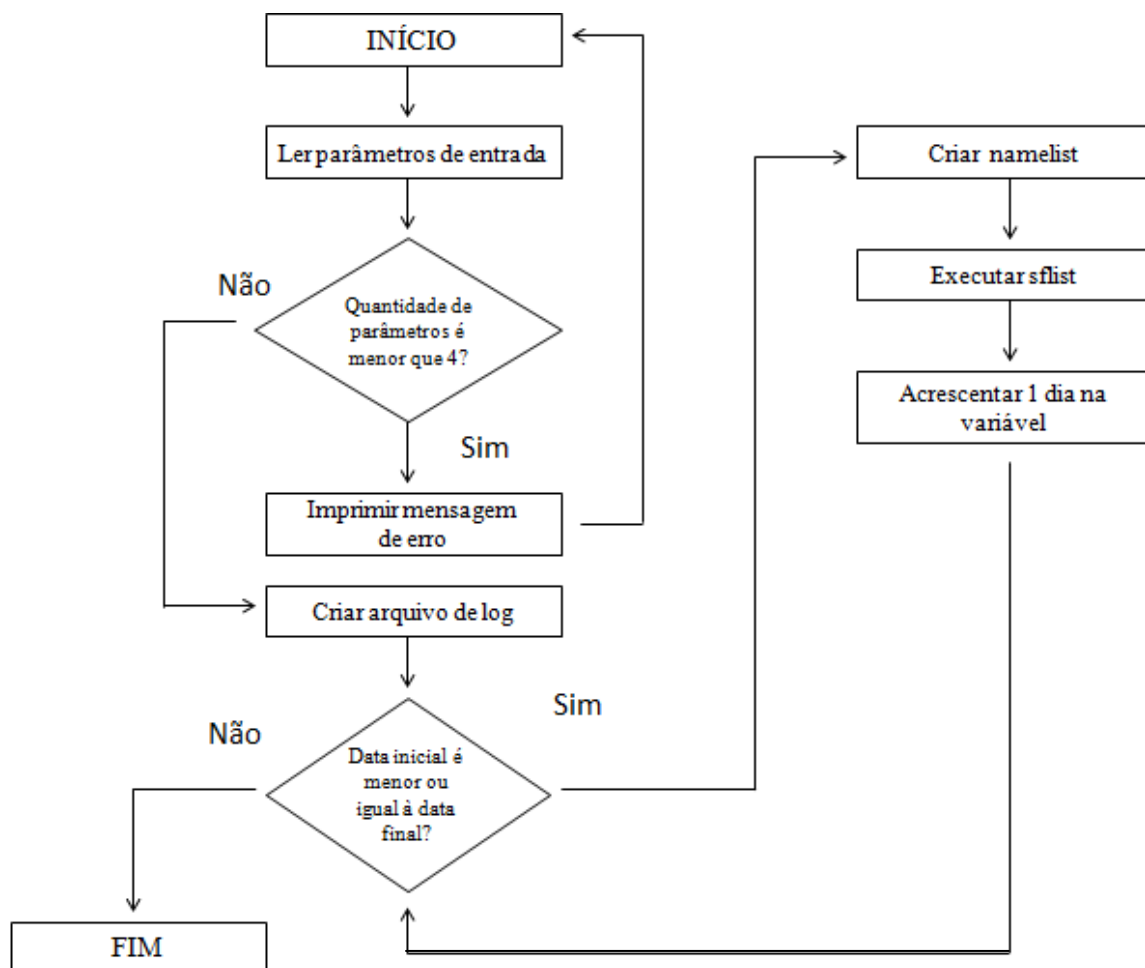 INÍCIO
Ler parâmetros de entrada
Não
Quantidade de
parâmetros é
menor que 4?
Sim
Imprimir mensagem
de erro
Criar arquivo de log
Não
Sim
Data inicial é
menor ou
igual à data
final?
FIM
Criar namelist
Executar sflist
Acrescentar 1 dia na
variável